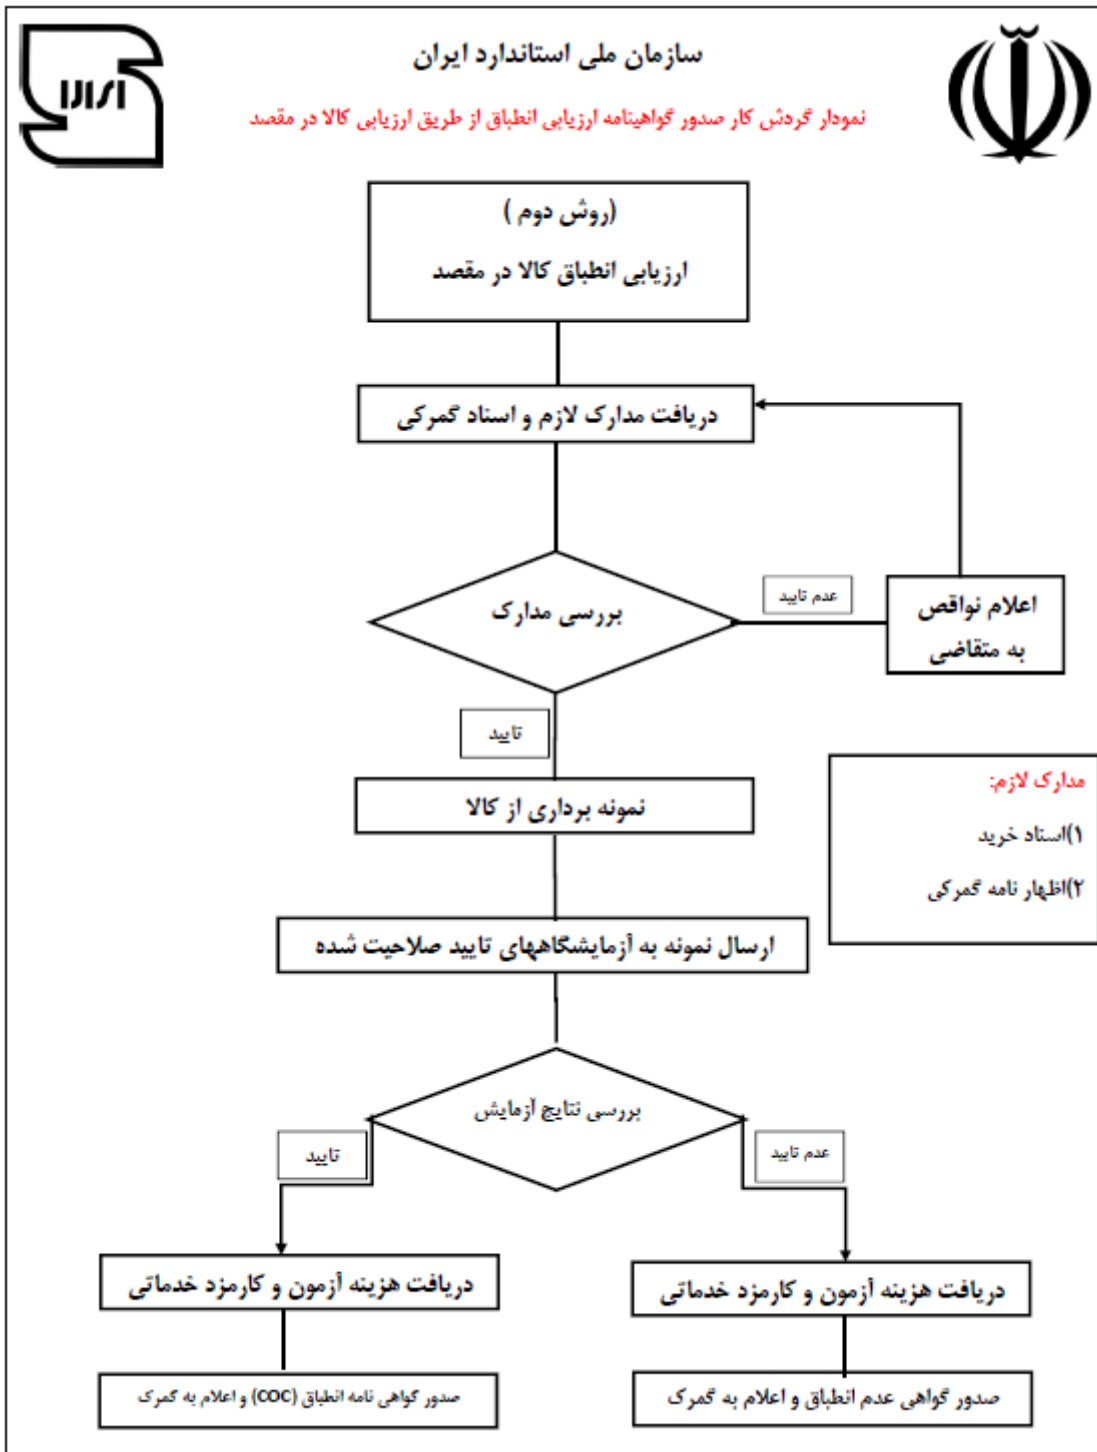 سازمان ملی استاندارد ایران
نمودار گردش کار صدور گواهینامه ارزیابی انطباق از طریق ارزیابی کالا در مقصد
(روش دوم )
ارزیابی انطباق کالا در مقصد
دریافت مدارک لازم و اسناد گمرکی
بررسی مدارک
عدم تایید
اعلام نواقص
به متقاضی
تایید
مدارک لازم:
۱)اسناد خرید
۲)اظهار نامه گمرکی
نمونه برداری از کالا
ارسال نمونه به آزمایشگاههای تایید صلاحیت شده
بررسی نتایج آزمایش
عدم تایید
تایید
دریافت هزینه آزمون و کارمزد خدماتی
دریافت هزینه آزمون و کارمزد خدماتی
صدور گواهی عدم انطباق و اعلام به گمرک
صدور گواهی نامه انطباق (COC) و اعلام به گمرک